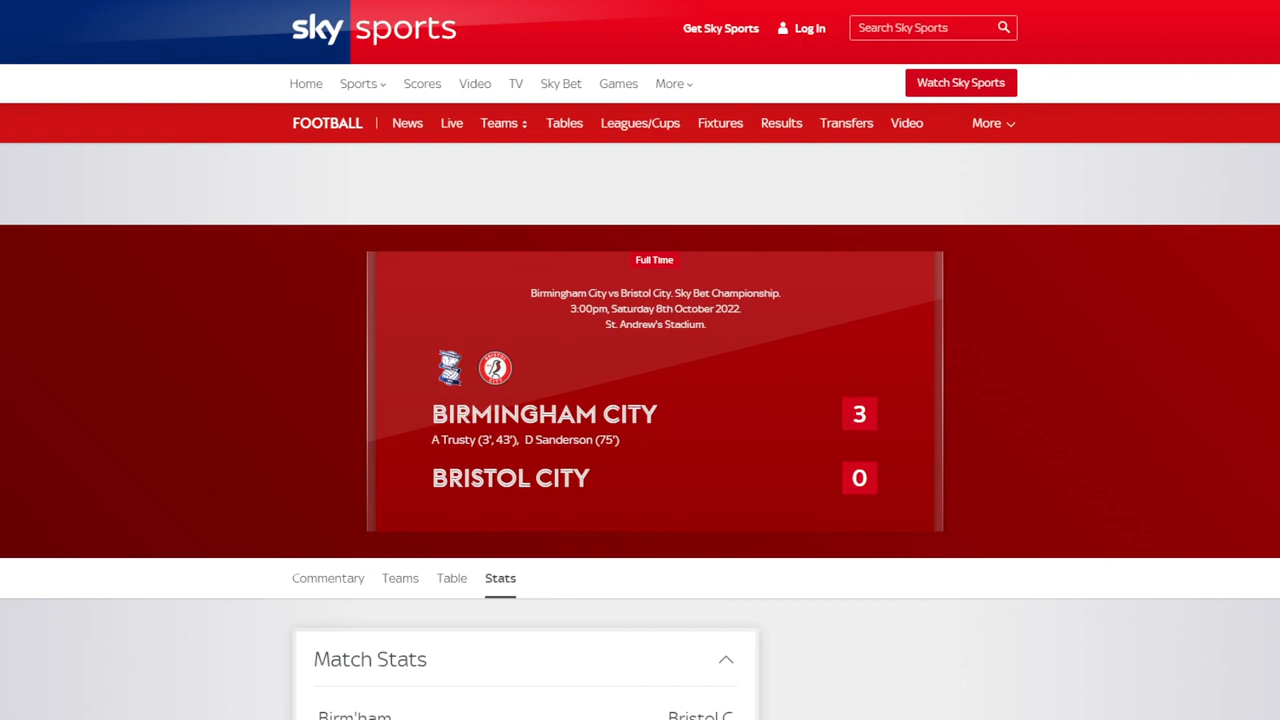 sky sports
Get Sky Sports Log In Search Sky Sports
Home Sports Scores Video TV Sky Bet Games More Watch Sky Sports
FOOTBALL | News Live Teams Tables Leagues/Cups Fixtures Results Transfers Video More
Full Time
Birmingham City vs Bristol City. Sky Bet Championship.
3:00pm, Saturday 8th October 2022.
St. Andrew's Stadium.
BIRMINGHAM CITY 3
A Trusty (3', 43'), D Sanderson (75')
BRISTOL CITY 0
Commentary Teams Table Stats
Match Stats
Birm'ham Bristol C